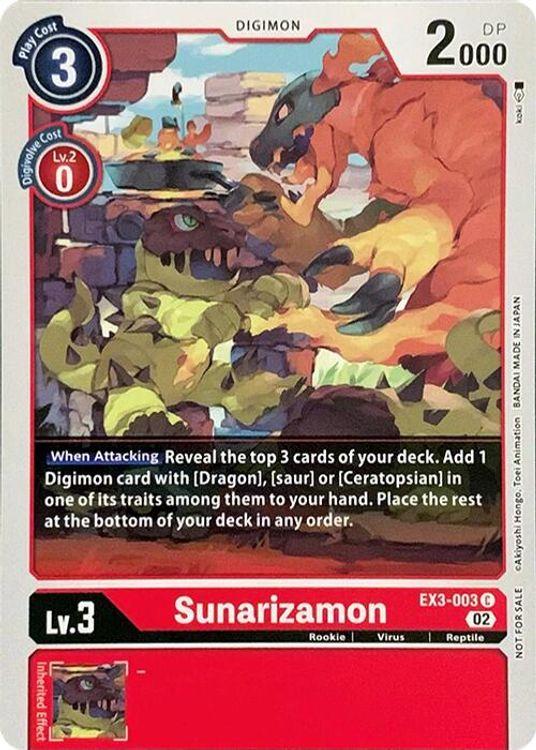 DIGIMON
Play Cost
3
DP
2000
Digivolve Cost
Lv.2
0
koki
When Attacking Reveal the top 3 cards of your deck. Add 1
Digimon card with [Dragon], [saur] or [Ceratopsian] in
one of its traits among them to your hand. Place the rest
at the bottom of your deck in any order.
©Akiyoshi Hongo, Toei Animation BANDAI MADE IN JAPAN
NOT FOR SALE
Lv.3
Sunarizamon
EX3-003 C
02
Rookie | Virus | Reptile
Inherited Effect
-